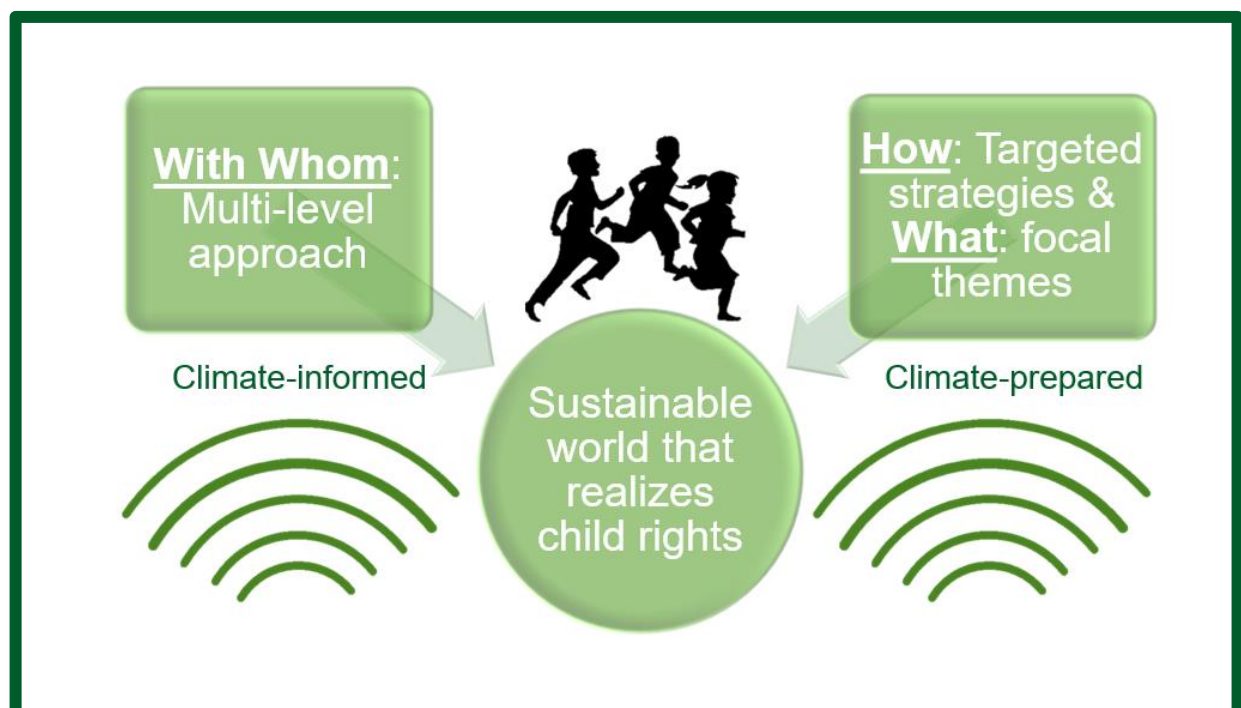 With Whom:
Multi-level
approach
How: Targeted
strategies &
What: focal
themes
Climate-informed
Climate-prepared
Sustainable
world that
realizes
child rights